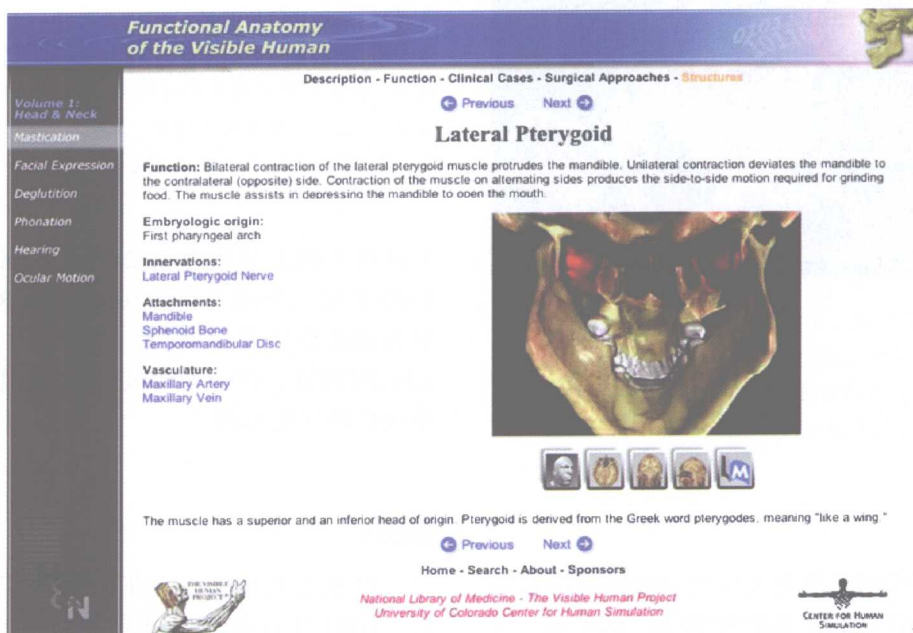 Functional Anatomy
of the Visible Human
Description - Function - Clinical Cases - Surgical Approaches - Structures
Previous Next
Volume 1:
Head & Neck
Mastication
Facial Expression
Deglutition
Phonation
Hearing
Ocular Motion
Lateral Pterygoid
Function: Bilateral contraction of the lateral pterygoid muscle protrudes the mandible. Unilateral contraction deviates the mandible to
the contralateral (opposite) side. Contraction of the muscle on alternating sides produces the side-to-side motion required for grinding
food. The muscle assists in depressing the mandible to open the mouth.
Embryologic origin:
First pharyngeal arch
Innervations:
Lateral Pterygoid Nerve
Attachments:
Mandible
Sphenoid Bone
Temporomandibular Disc
Vasculature:
Maxillary Artery
Maxillary Vein
M
The muscle has a superior and an inferior head of origin. Pterygoid is derived from the Greek word pterygodes, meaning "like a wing."
Previous Next
Home - Search - About - Sponsors
THE VISIBLE
HUMAN
PROJECT
National Library of Medicine - The Visible Human Project
University of Colorado Center for Human Simulation
CENTER FOR HUMAN
SIMULATION